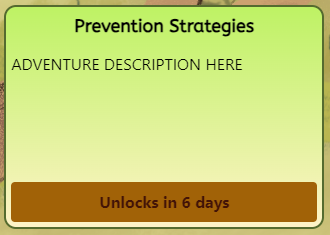 Prevention Strategies
ADVENTURE DESCRIPTION HERE
Unlocks in 6 days